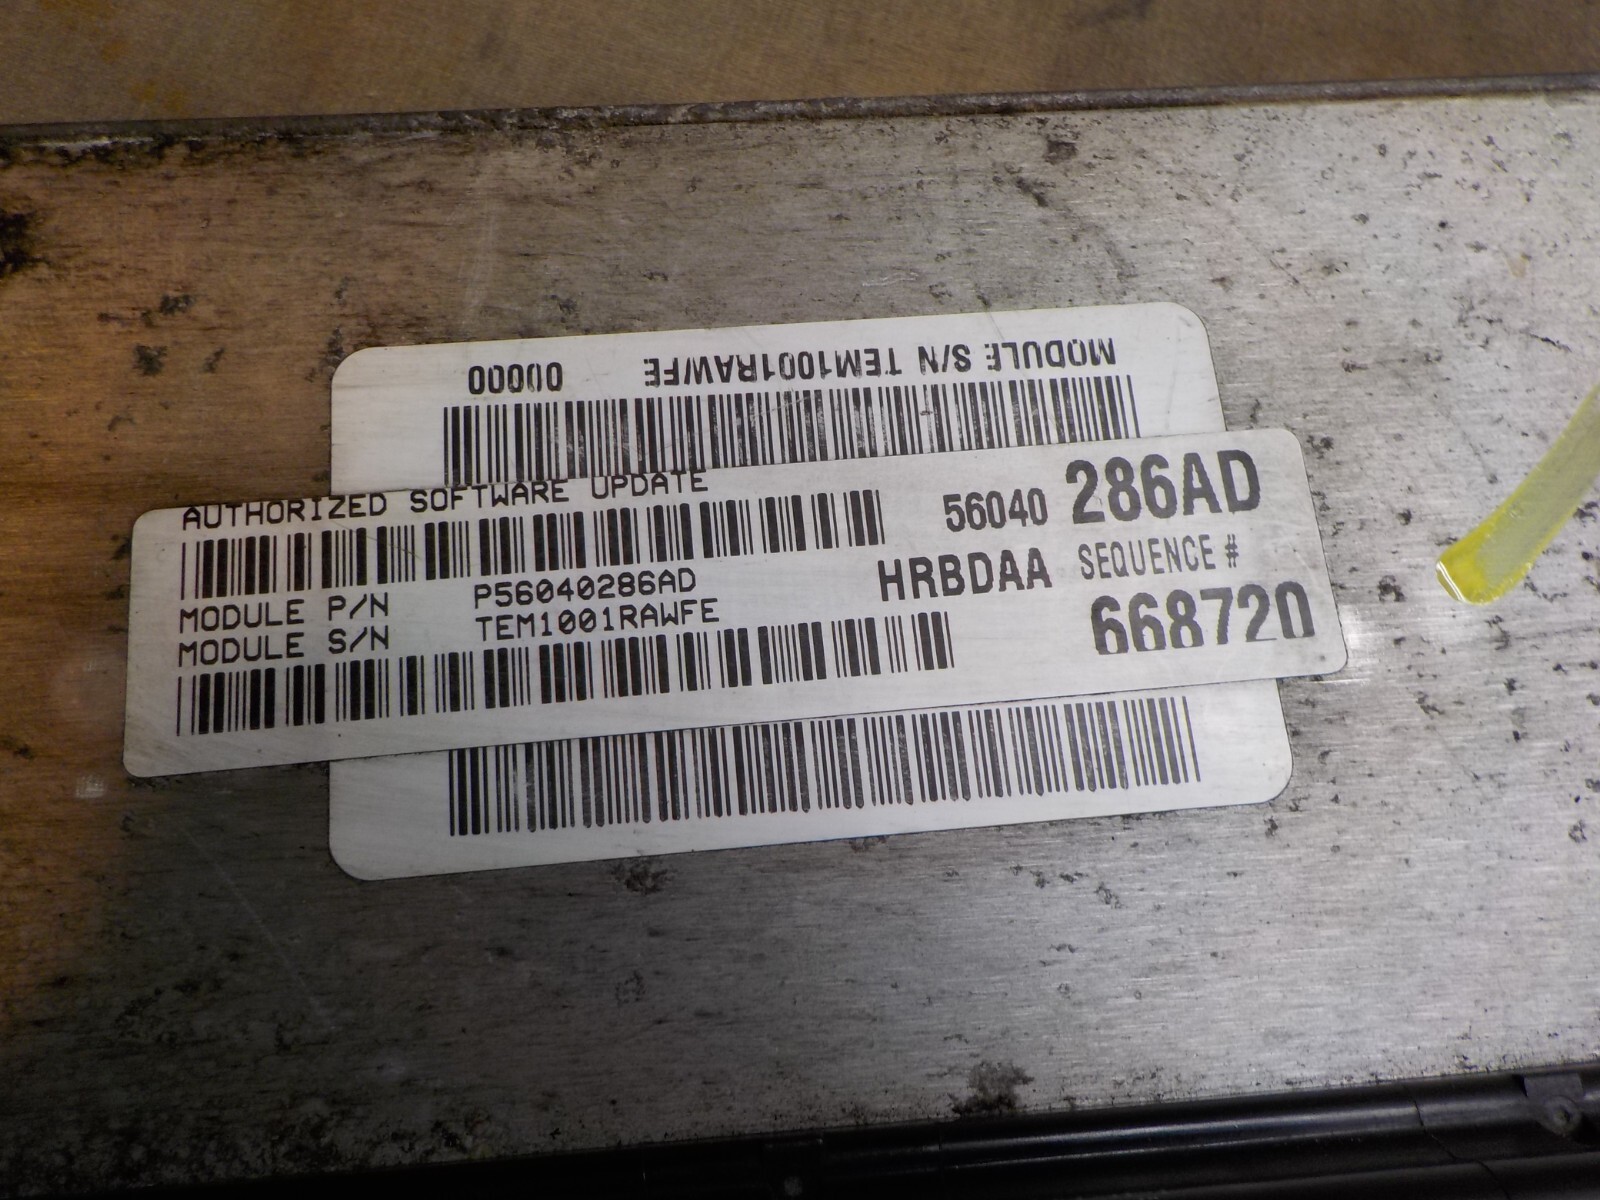 MODULE S/N TEM1001RAWFE 00000
AUTHORIZED SOFTWARE UPDATE
56040 286AD
MODULE P/N P56040286AD
HRBDAA SEQUENCE #
MODULE S/N TEM1001RAWFE
668720